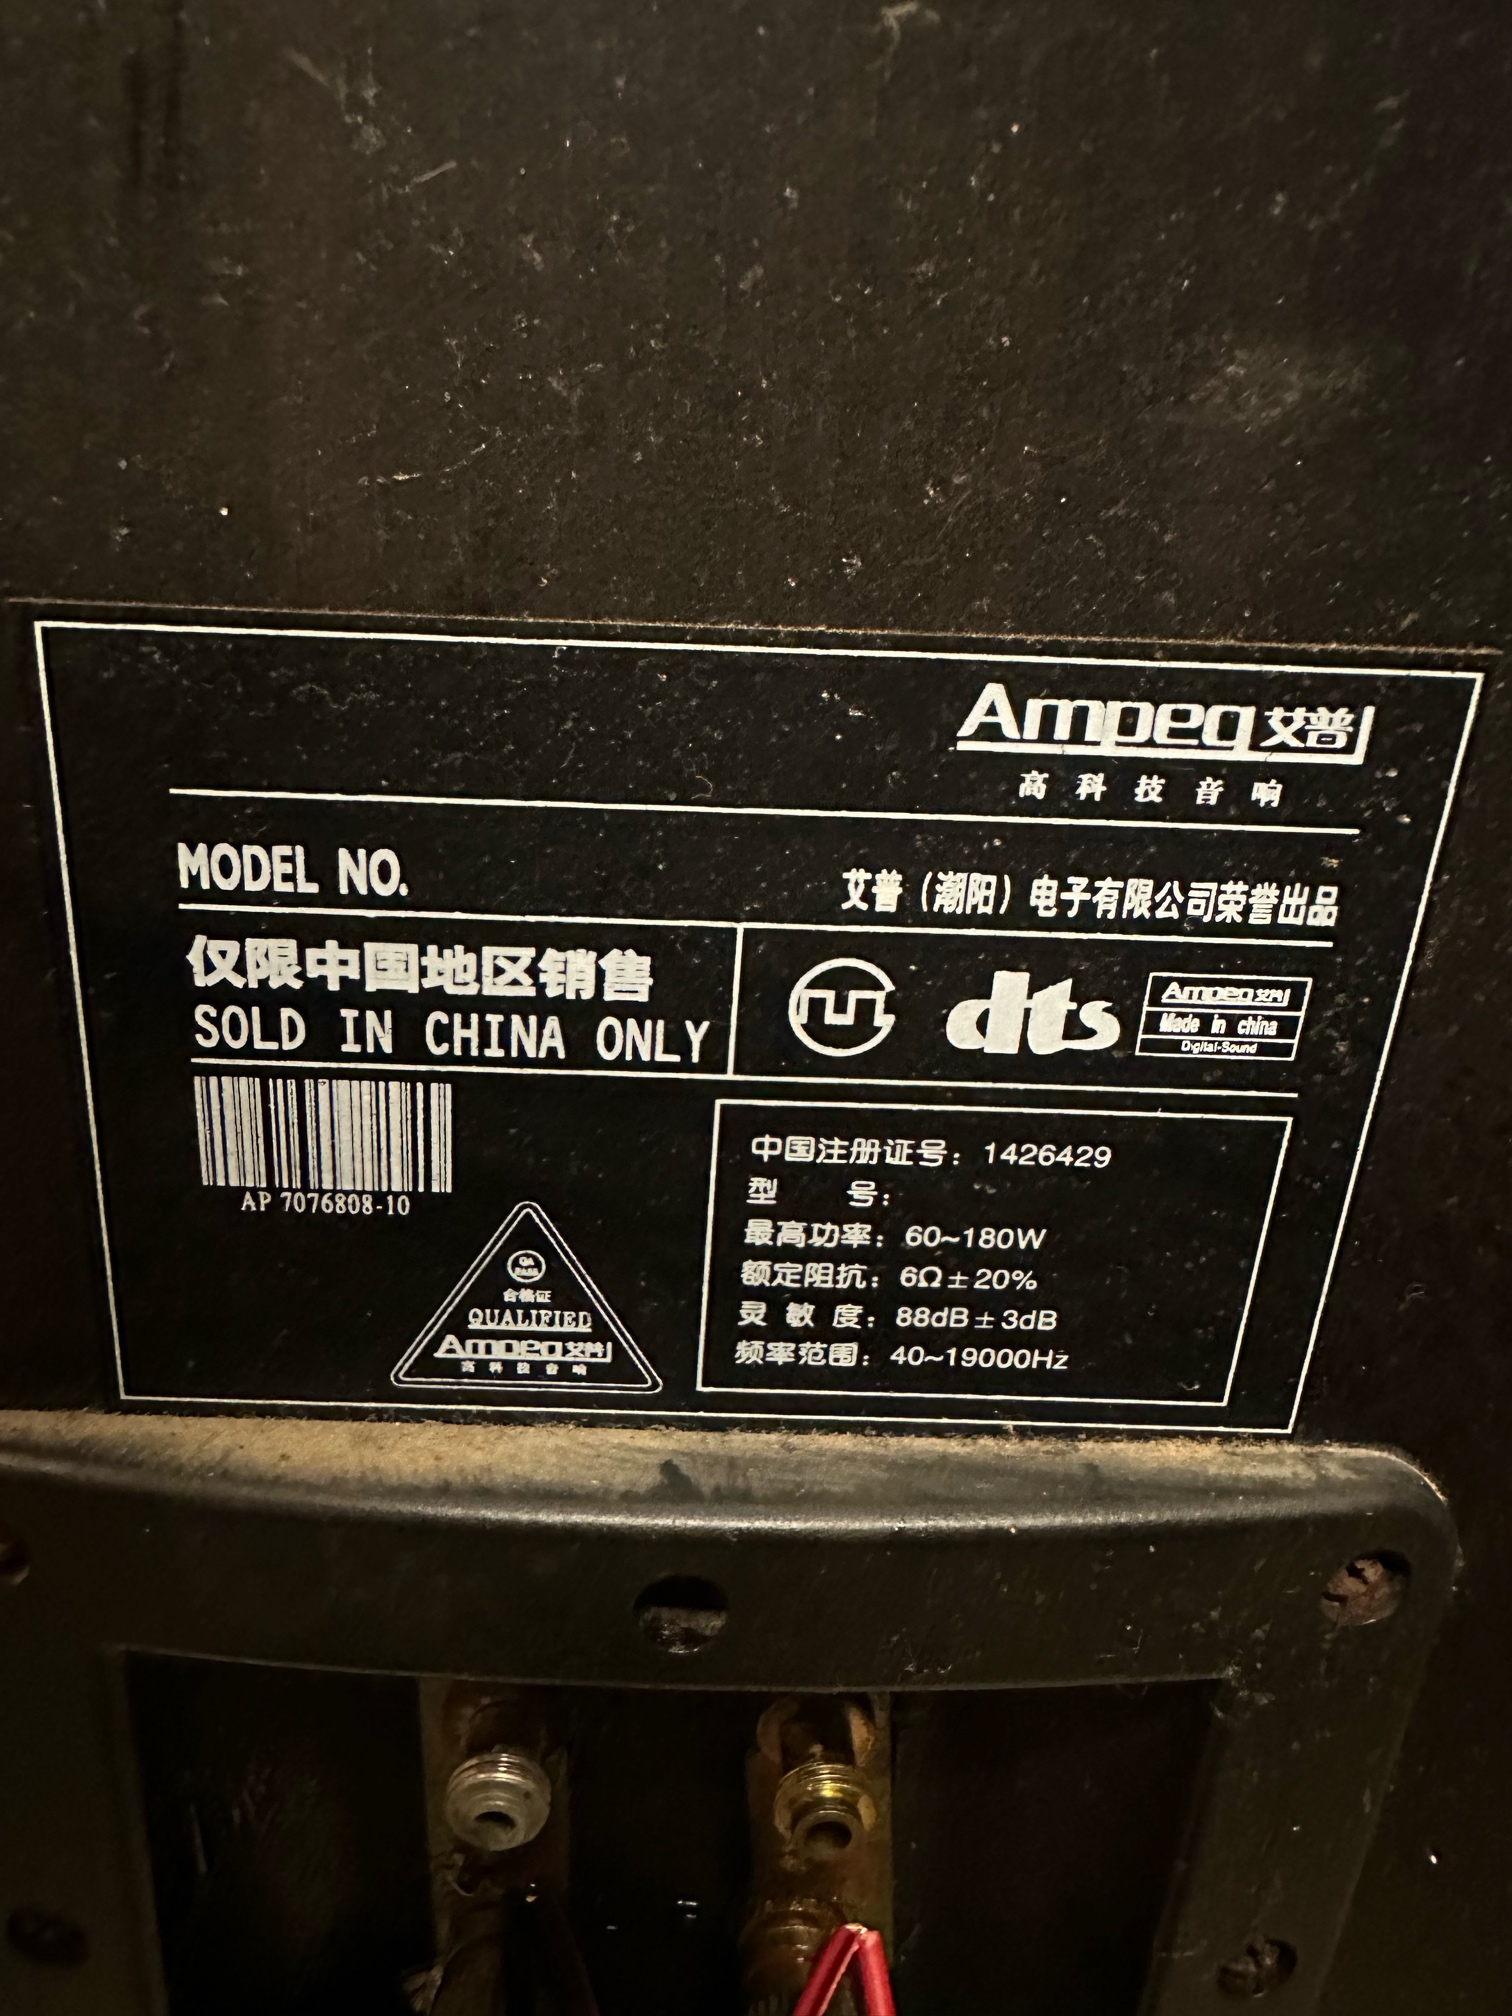 Ampeq艾普
高科技音响
MODEL NO.
艾普（潮阳）电子有限公司荣誉出品
仅限中国地区销售
SOLD IN CHINA ONLY
dts
Ampeq艾普
Made in china
Digital-Sound
AP 7076808-10
QA
PASS
合格证
QUALIFIED
Ampeq艾普
高科技音响
中国注册证号：1426429
型 号：
最高功率：60~180W
额定阻抗：6Ω±20%
灵敏度：88dB±3dB
频率范围：40~19000Hz